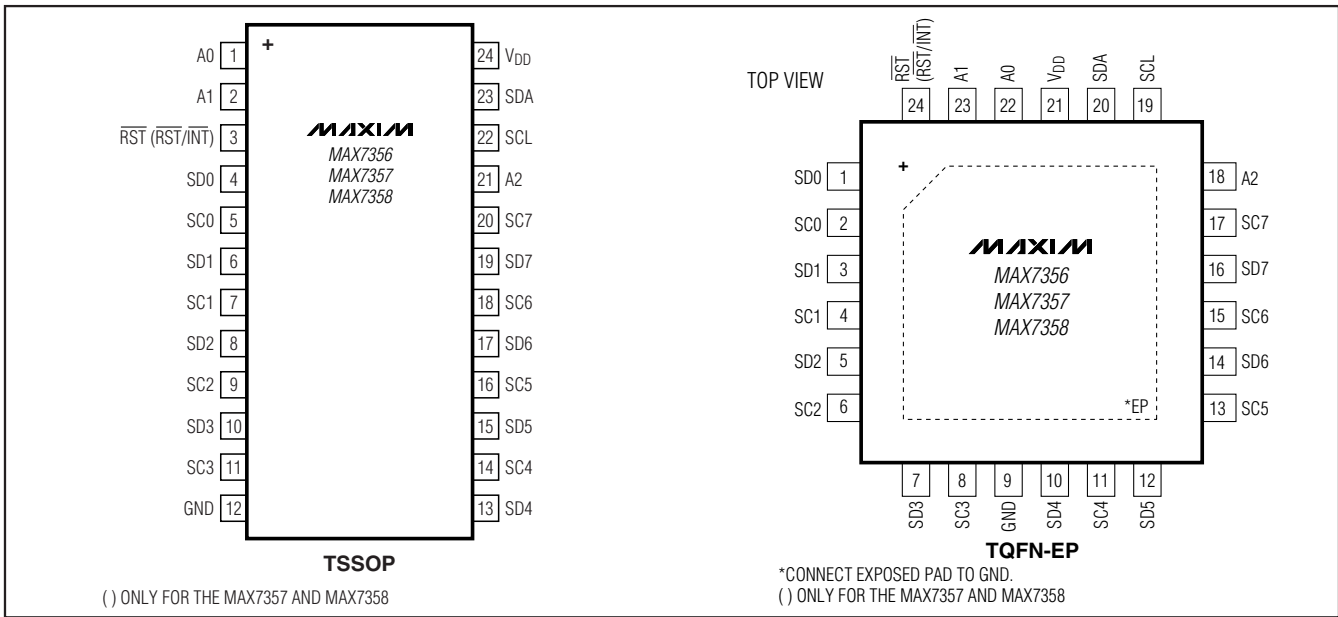 A0 1
A1 2
RST (RST/INT) 3
SD0 4
SC0 5
SD1 6
SC1 7
SD2 8
SC2 9
SD3 10
SC3 11
GND 12
+
MAXIM
MAX7356
MAX7357
MAX7358
24 VDD
23 SDA
22 SCL
21 A2
20 SC7
19 SD7
18 SC6
17 SD6
16 SC5
15 SD5
14 SC4
13 SD4
TSSOP
( ) ONLY FOR THE MAX7357 AND MAX7358
TOP VIEW
RST (RST/INT)
A1
A0
VDD
SDA
SCL
24 23 22 21 20 19
SD0 1
SC0 2
SD1 3
SC1 4
SD2 5
SC2 6
+
MAXIM
MAX7356
MAX7357
MAX7358
*EP
18 A2
17 SC7
16 SD7
15 SC6
14 SD6
13 SC5
7 8 9 10 11 12
SD3
SC3
GND
SD4
SC4
SD5
TQFN-EP
*CONNECT EXPOSED PAD TO GND.
( ) ONLY FOR THE MAX7357 AND MAX7358